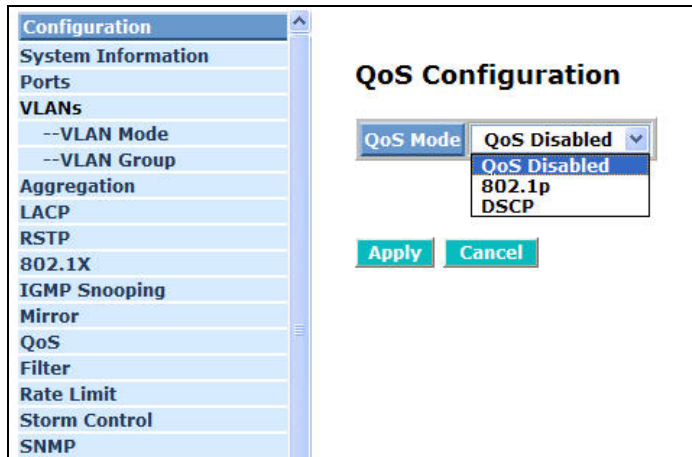 Configuration
System Information
Ports
VLANs
--VLAN Mode
--VLAN Group
Aggregation
LACP
RSTP
802.1X
IGMP Snooping
Mirror
QoS
Filter
Rate Limit
Storm Control
SNMP
QoS Configuration
QoS Mode QoS Disabled
QoS Disabled
802.1p
DSCP
Apply Cancel